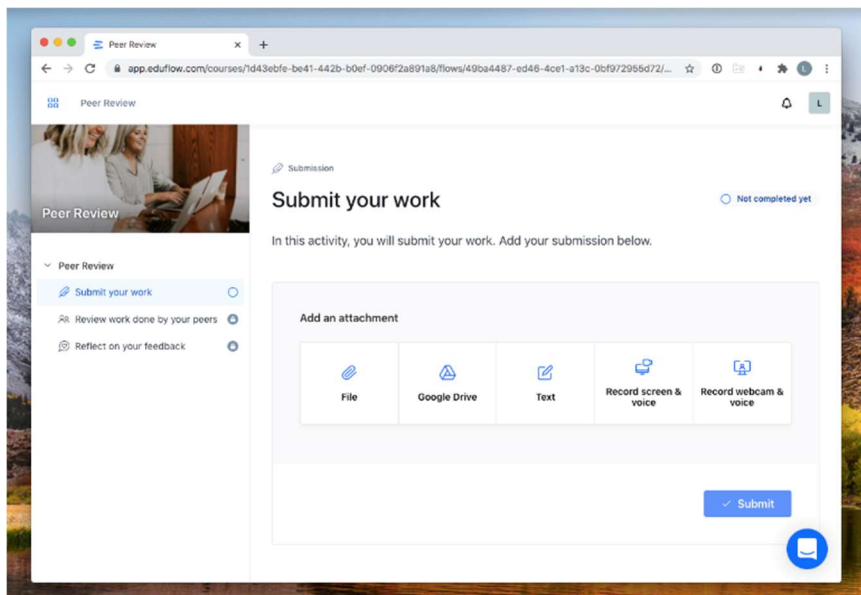 Peer Review
app.eduflow.com/courses/1d43ebfe-be41-442b-b0ef-0906f2a891a8/flows/49ba4487-ed46-4ce1-a13c-0bf972955d72/...
L
Peer Review
L
Peer Review
Peer Review
Submit your work
Review work done by your peers
Reflect on your feedback
Submission
Submit your work
Not completed yet
In this activity, you will submit your work. Add your submission below.
Add an attachment
File
Google Drive
Text
Record screen &
voice
Record webcam &
voice
Submit